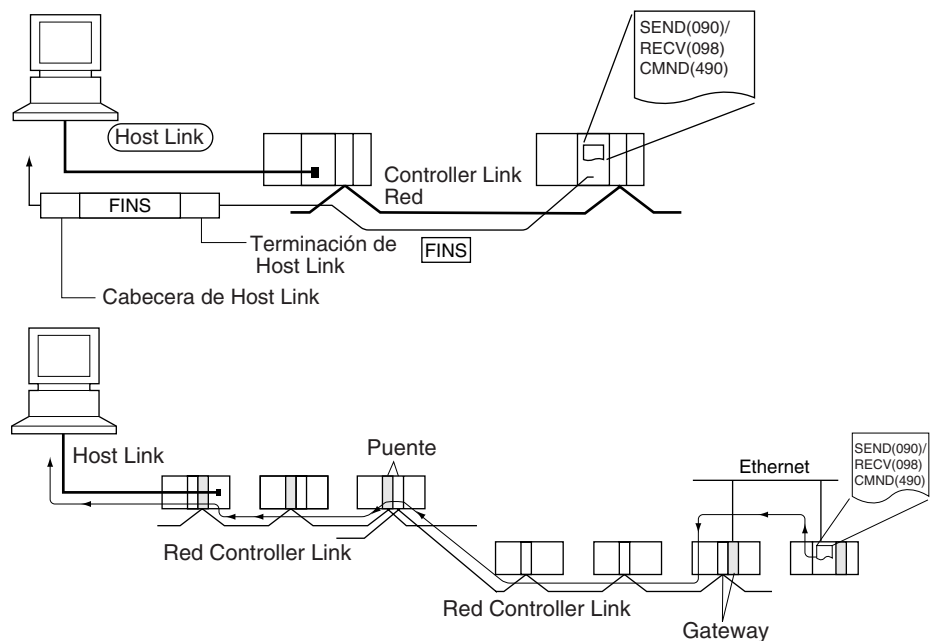 SEND(090)/
RECV(098)
CMND(490)
Host Link
Controller Link
Red
FINS
Terminación de
Host Link
FINS
Cabecera de Host Link
Puente
Host Link
Ethernet
SEND(090)/
RECV(098)
CMND(490)
Red Controller Link
Red Controller Link
Gateway